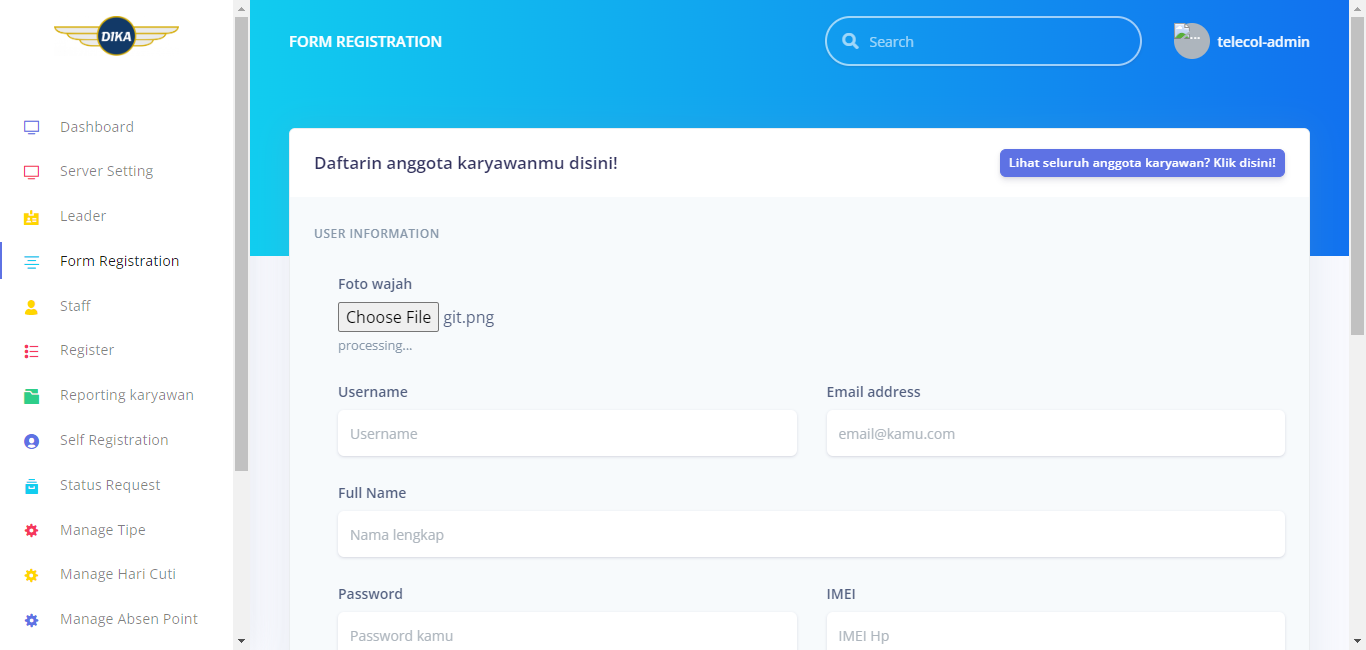 DIKA
FORM REGISTRATION
Search
...
telecol-admin
Dashboard
Server Setting
Leader
Form Registration
Staff
Register
Reporting karyawan
Self Registration
Status Request
Manage Tipe
Manage Hari Cuti
Manage Absen Point
Daftarin anggota karyawanmu disini!
Lihat seluruh anggota karyawan? Klik disini!
USER INFORMATION
Foto wajah
Choose File git.png
processing...
Username
Email address
Username
email@kamu.com
Full Name
Nama lengkap
Password
IMEI
Password kamu
IMEI Hp